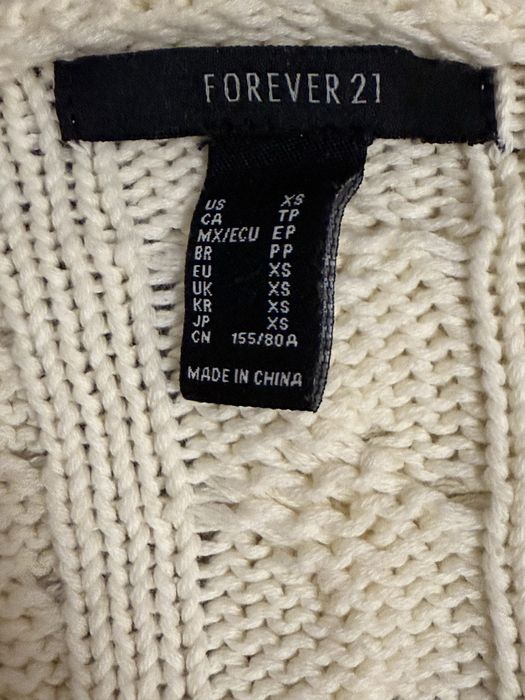 FOREVER 21
US XS
CA TP
MX/ECU EP
BR PP
EU XS
UK XS
KR XS
JP XS
CN 155/80A
MADE IN CHINA